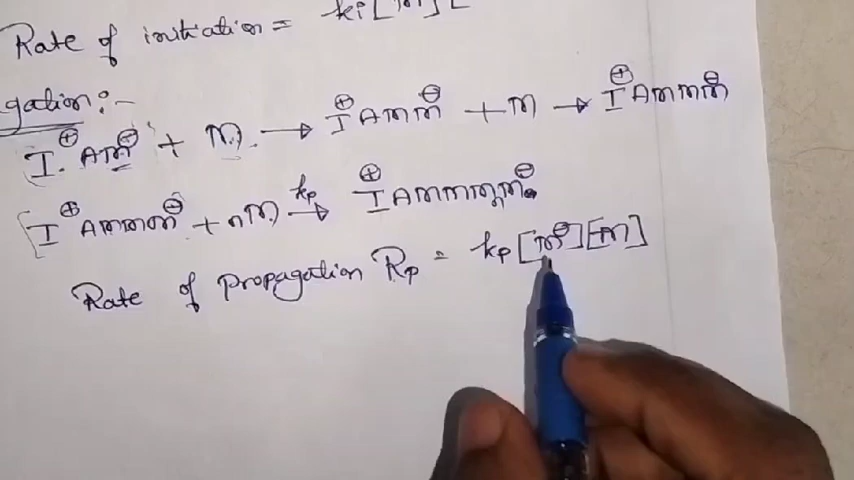 Rate of initiation = ki[m][
gation:-
I⊕ Am⊖ + m. → I⊕ Amm⊖ + m → I⊕ Ammm⊖
I⊕ Ammm⊖ + nm kp→ I⊕ Ammmnm⊖
Rate of propagation Rp = kp[m⊖][m]